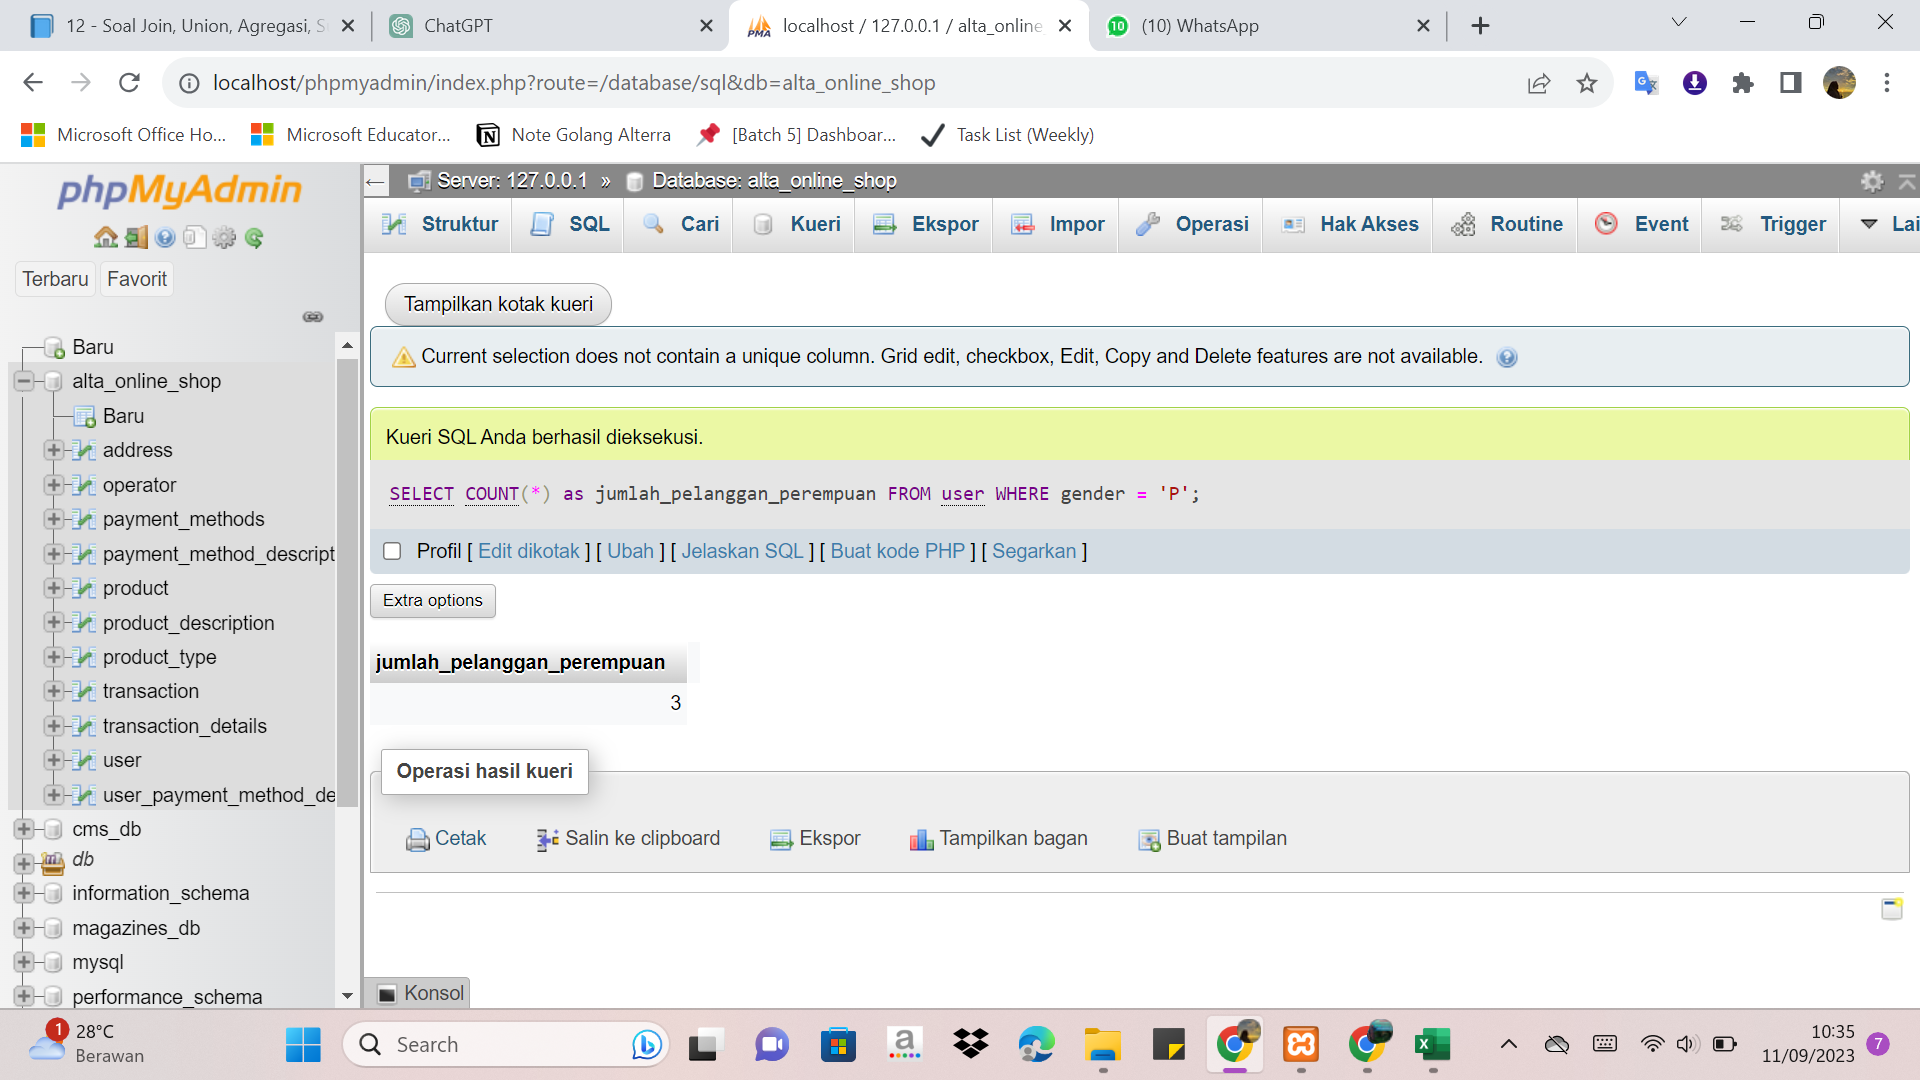 12 - Soal Join, Union, Agregasi, S
ChatGPT
localhost / 127.0.0.1 / alta_online
(10) WhatsApp
localhost/phpmyadmin/index.php?route=/database/sql&db=alta_online_shop
Microsoft Office Ho...
Microsoft Educator...
Note Golang Alterra
[Batch 5] Dashboar...
Task List (Weekly)
phpMyAdmin
Terbaru
Favorit
Baru
alta_online_shop
Baru
address
operator
payment_methods
payment_method_descript
product
product_description
product_type
transaction
transaction_details
user
user_payment_method_de
cms_db
db
information_schema
magazines_db
mysql
performance_schema
Server: 127.0.0.1 » Database: alta_online_shop
Struktur
SQL
Cari
Kueri
Ekspor
Impor
Operasi
Hak Akses
Routine
Event
Trigger
Lai
Tampilkan kotak kueri
Current selection does not contain a unique column. Grid edit, checkbox, Edit, Copy and Delete features are not available.
Kueri SQL Anda berhasil dieksekusi.
SELECT COUNT(*) as jumlah_pelanggan_perempuan FROM user WHERE gender = 'P';
Profil [ Edit dikotak ] [ Ubah ] [ Jelaskan SQL ] [ Buat kode PHP ] [ Segarkan ]
Extra options
jumlah_pelanggan_perempuan
3
Operasi hasil kueri
Cetak
Salin ke clipboard
Ekspor
Tampilkan bagan
Buat tampilan
Konsol
1
28°C
Berawan
Search
10:35
11/09/2023
7